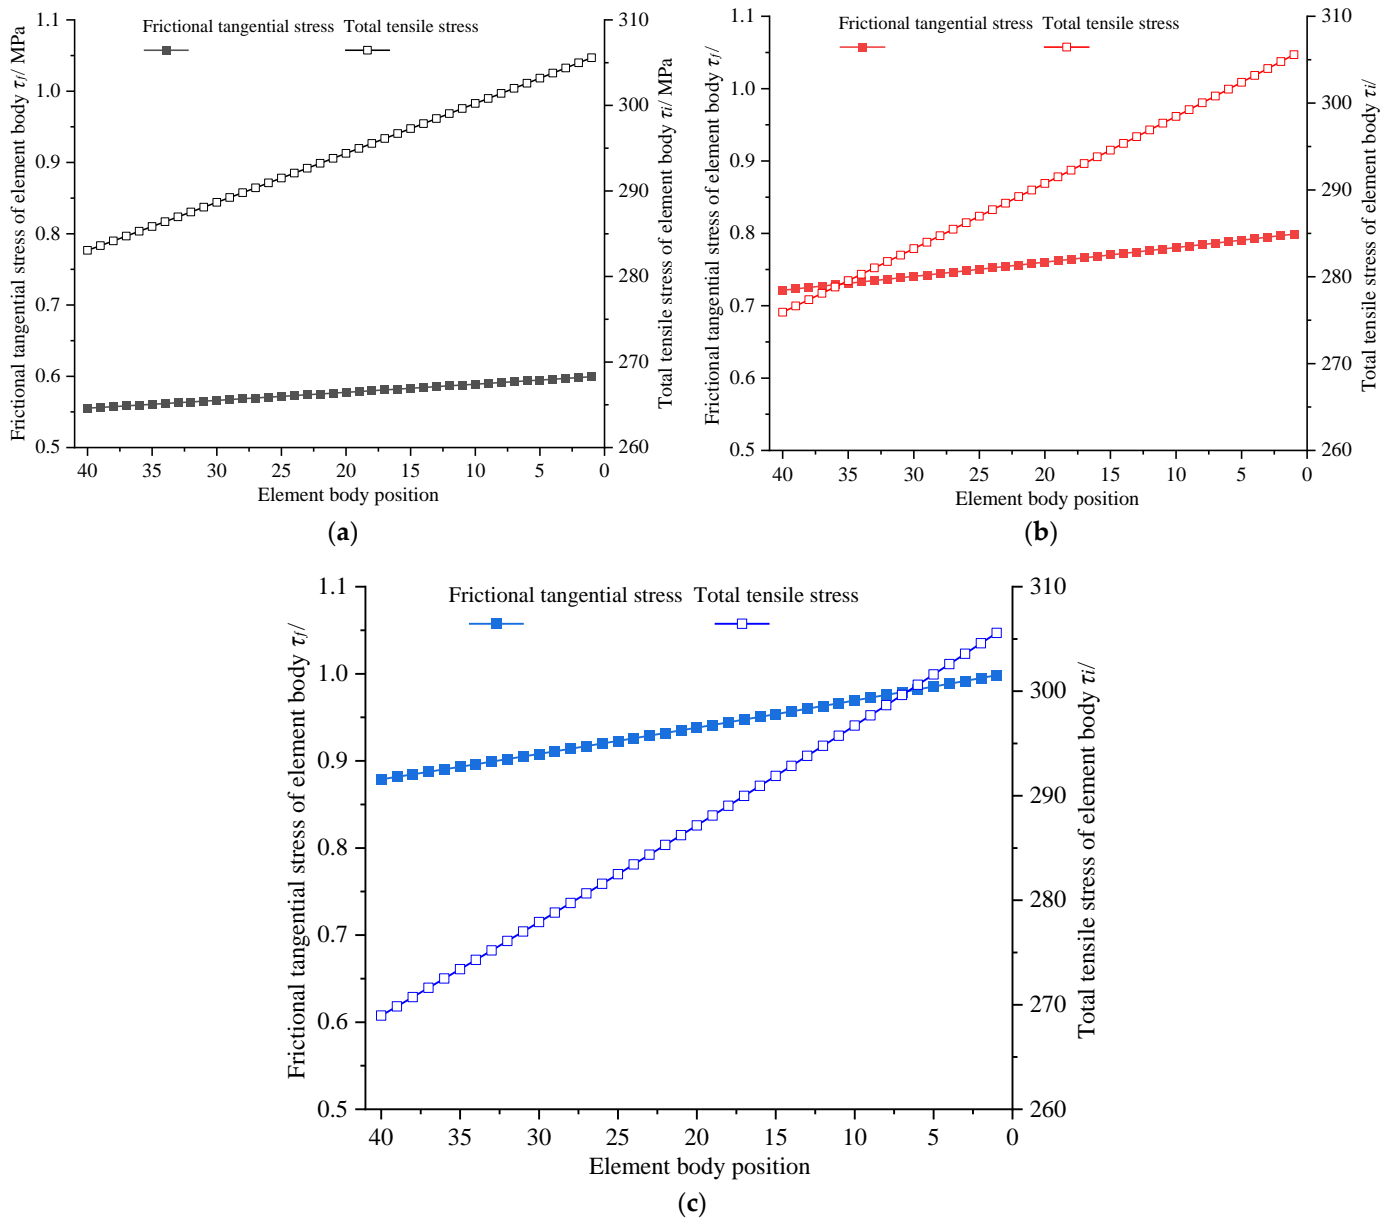 Frictional tangential stress Total tensile stress
Frictional tangential stress of element body τf/ MPa
1.1
1.0
0.9
0.8
0.7
0.6
0.5
310
300
290
280
270
260
Total tensile stress of element body τi/ MPa
40 35 30 25 20 15 10 5 0
Element body position
(a)
Frictional tangential stress Total tensile stress
Frictional tangential stress of element body τf/
1.1
1.0
0.9
0.8
0.7
0.6
0.5
310
300
290
280
270
260
Total tensile stress of element body τi/
40 35 30 25 20 15 10 5 0
Element body position
(b)
Frictional tangential stress Total tensile stress
Frictional tangential stress of element body τf/
1.1
1.0
0.9
0.8
0.7
0.6
0.5
310
300
290
280
270
260
Total tensile stress of element body τi/
40 35 30 25 20 15 10 5 0
Element body position
(c)